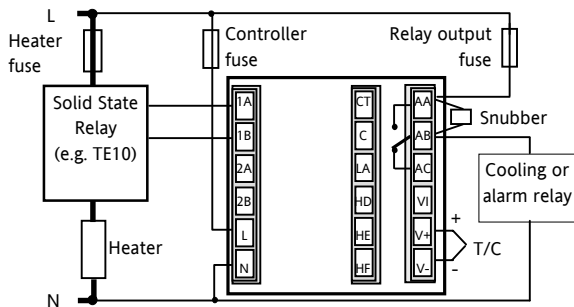 L
Heater
fuse
Controller
fuse
Relay output
fuse
Solid State
Relay
(e.g. TE10)
1A
1B
2A
2B
L
N
CT
C
LA
HD
HE
HF
AA
AB
AC
VI
V+
V-
Snubber
Cooling or
alarm relay
+
T/C
-
Heater
N